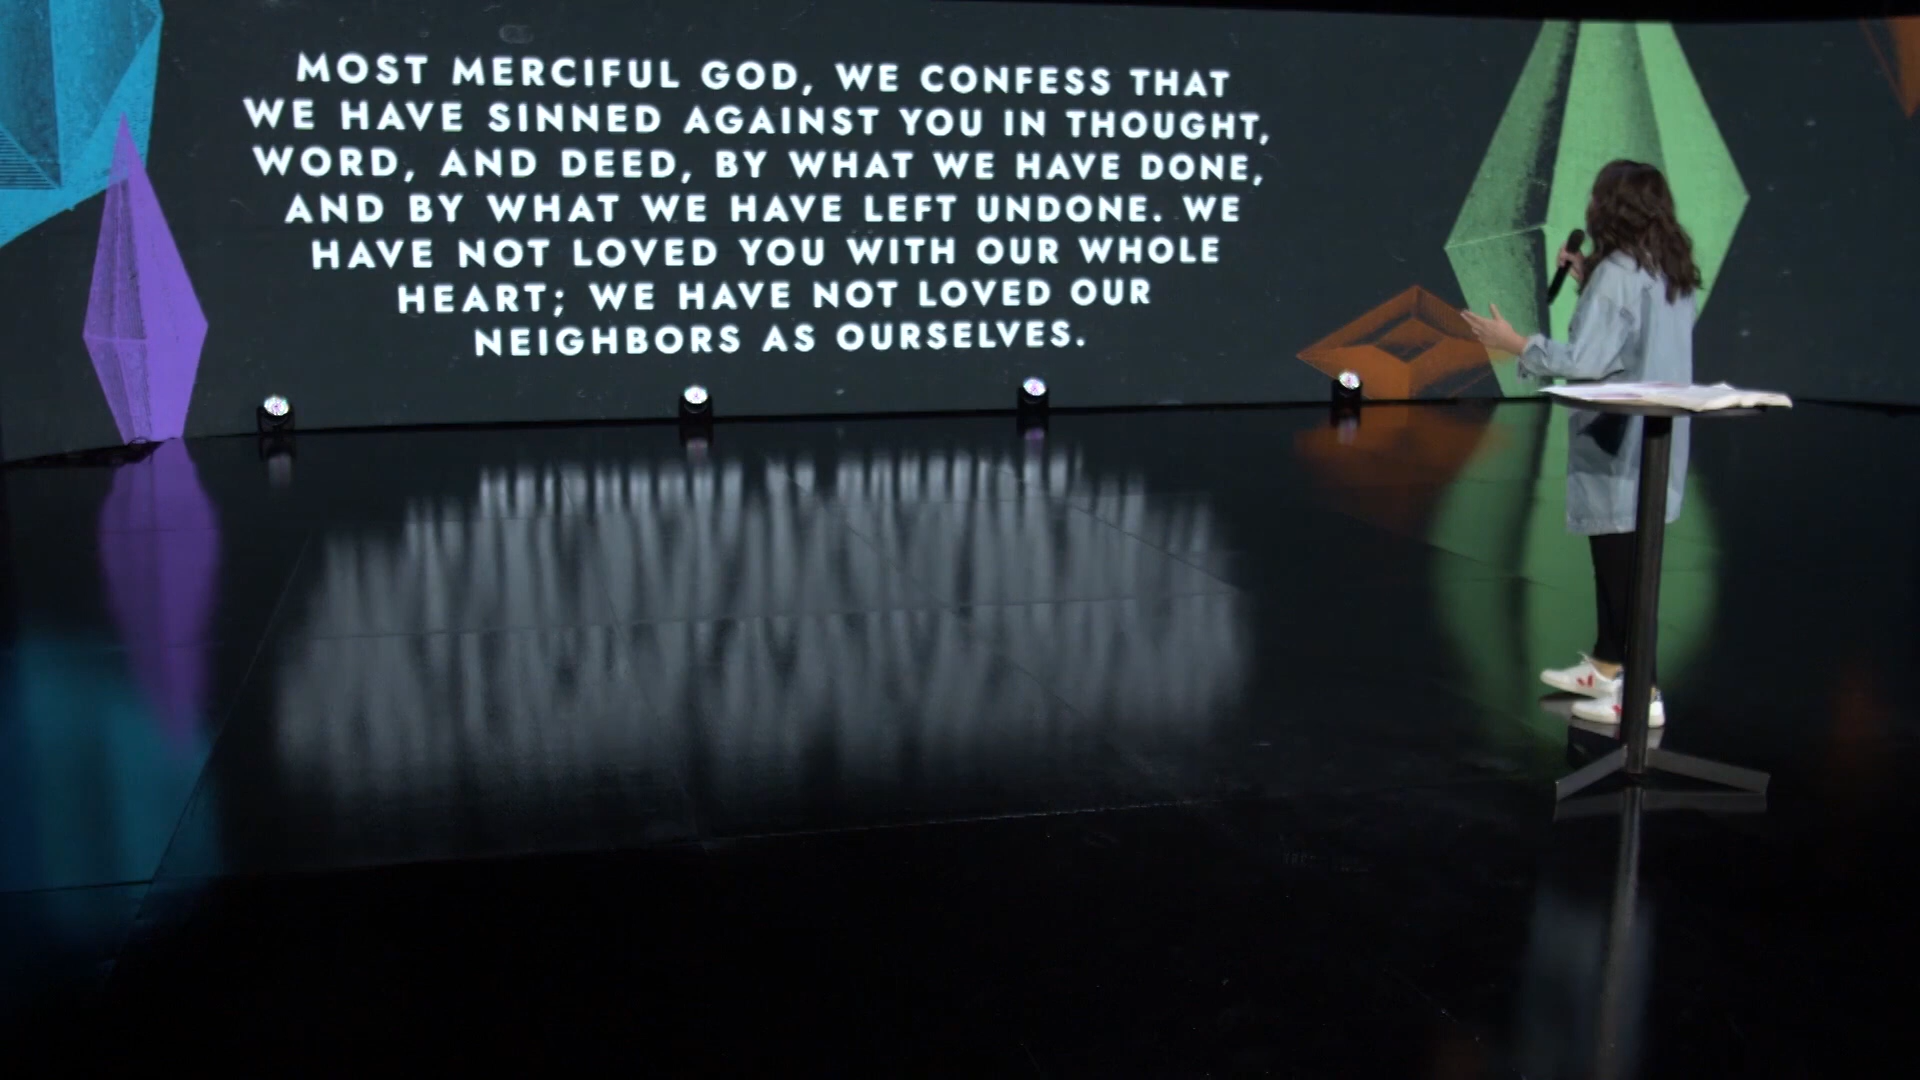 MOST MERCIFUL GOD, WE CONFESS THAT
WE HAVE SINNED AGAINST YOU IN THOUGHT,
WORD, AND DEED, BY WHAT WE HAVE DONE,
AND BY WHAT WE HAVE LEFT UNDONE. WE
HAVE NOT LOVED YOU WITH OUR WHOLE
HEART; WE HAVE NOT LOVED OUR
NEIGHBORS AS OURSELVES.